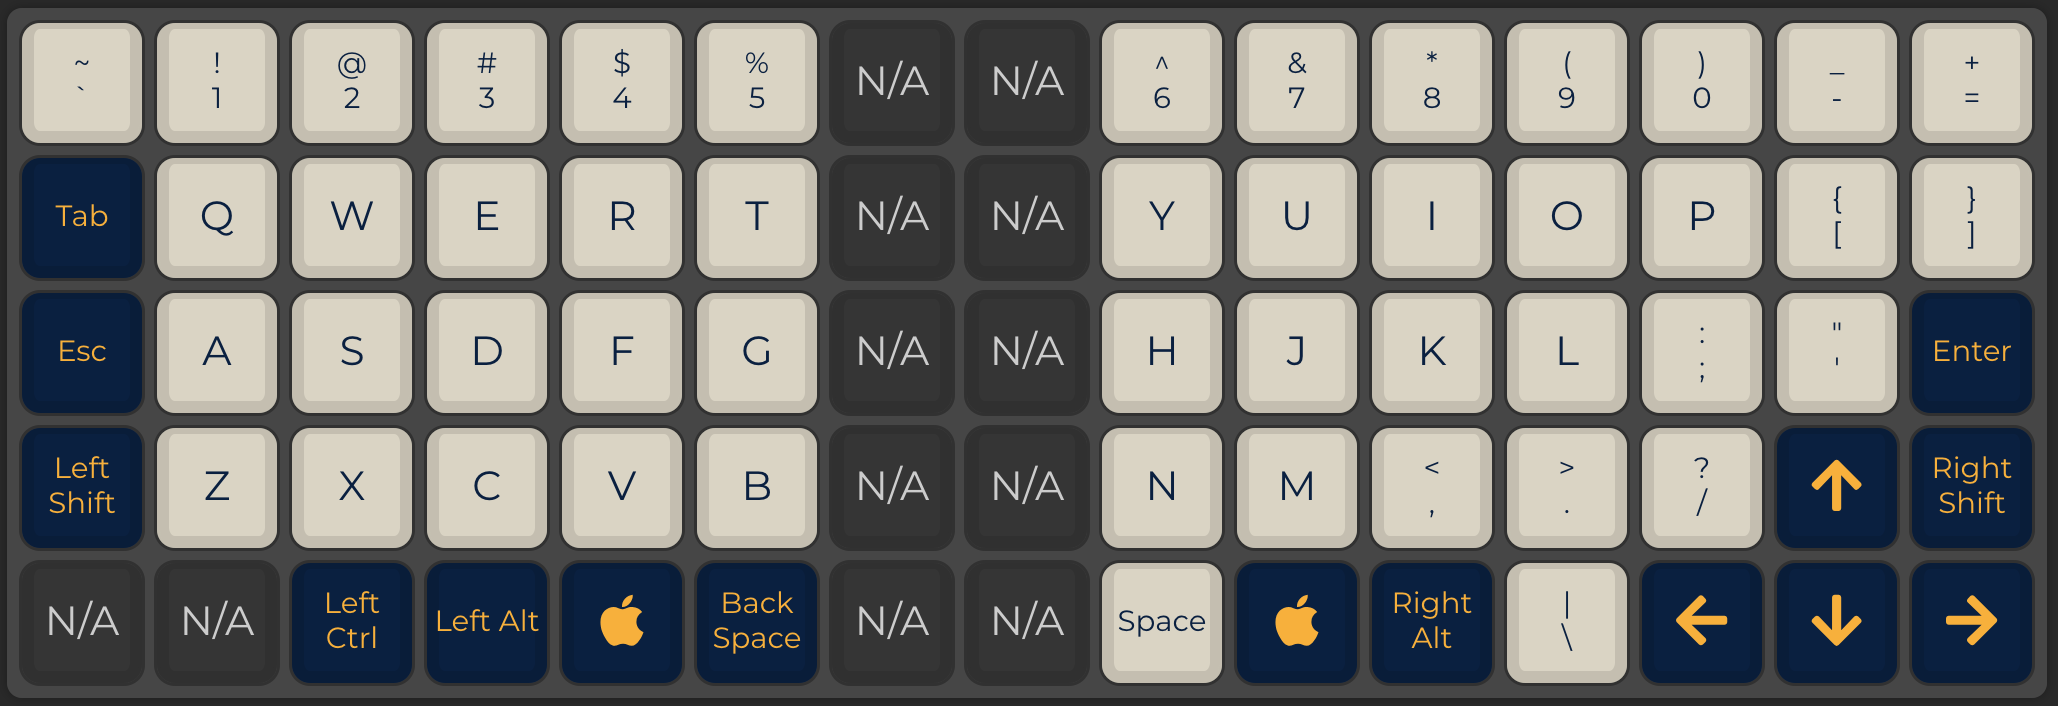 ~ ! @ # $ % N/A N/A ^ & * ( ) _ +
` 1 2 3 4 5 6 7 8 9 0 - =
Tab Q W E R T N/A N/A Y U I O P { }
[ ]
Esc A S D F G N/A N/A H J K L : " Enter
; '
Left Z X C V B N/A N/A N M < > ? Right
Shift , . / Shift
N/A N/A Left Left Alt Back N/A N/A Space Right |
Ctrl Space Alt \